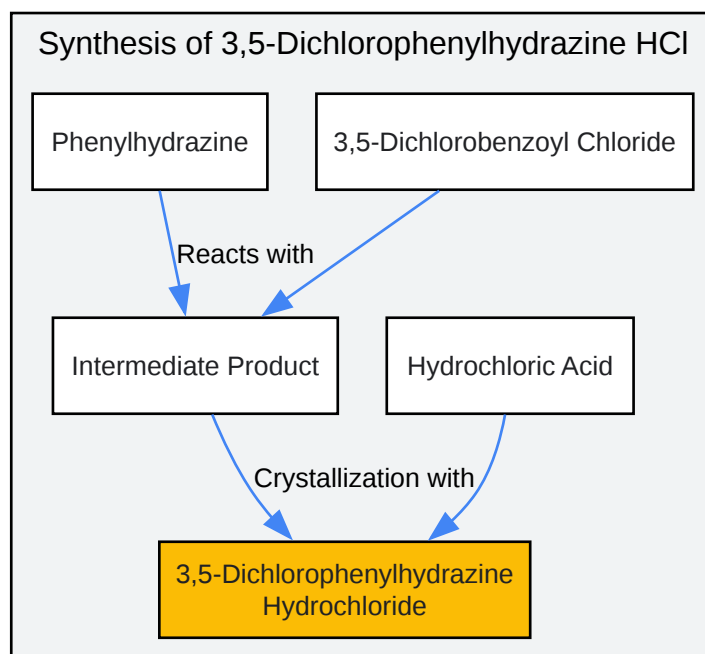 Synthesis of 3,5-Dichlorophenylhydrazine HCl
Phenylhydrazine
3,5-Dichlorobenzoyl Chloride
Reacts with
Intermediate Product
Hydrochloric Acid
Crystallization with
3,5-Dichlorophenylhydrazine
Hydrochloride